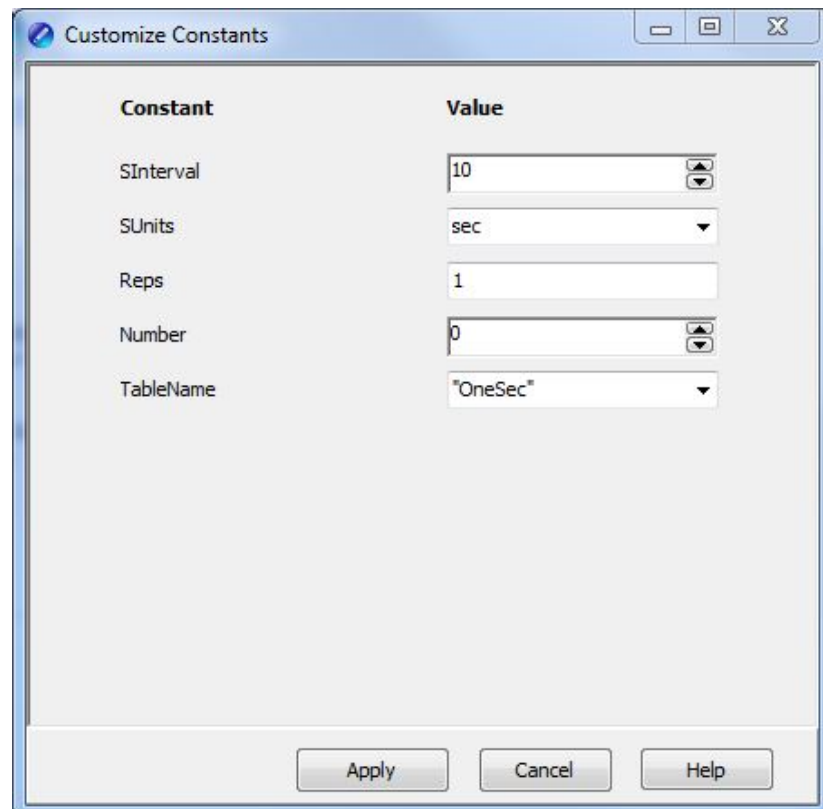 Customize Constants
Constant Value
SInterval 10
SUnits sec
Reps 1
Number 0
TableName "OneSec"
Apply Cancel Help